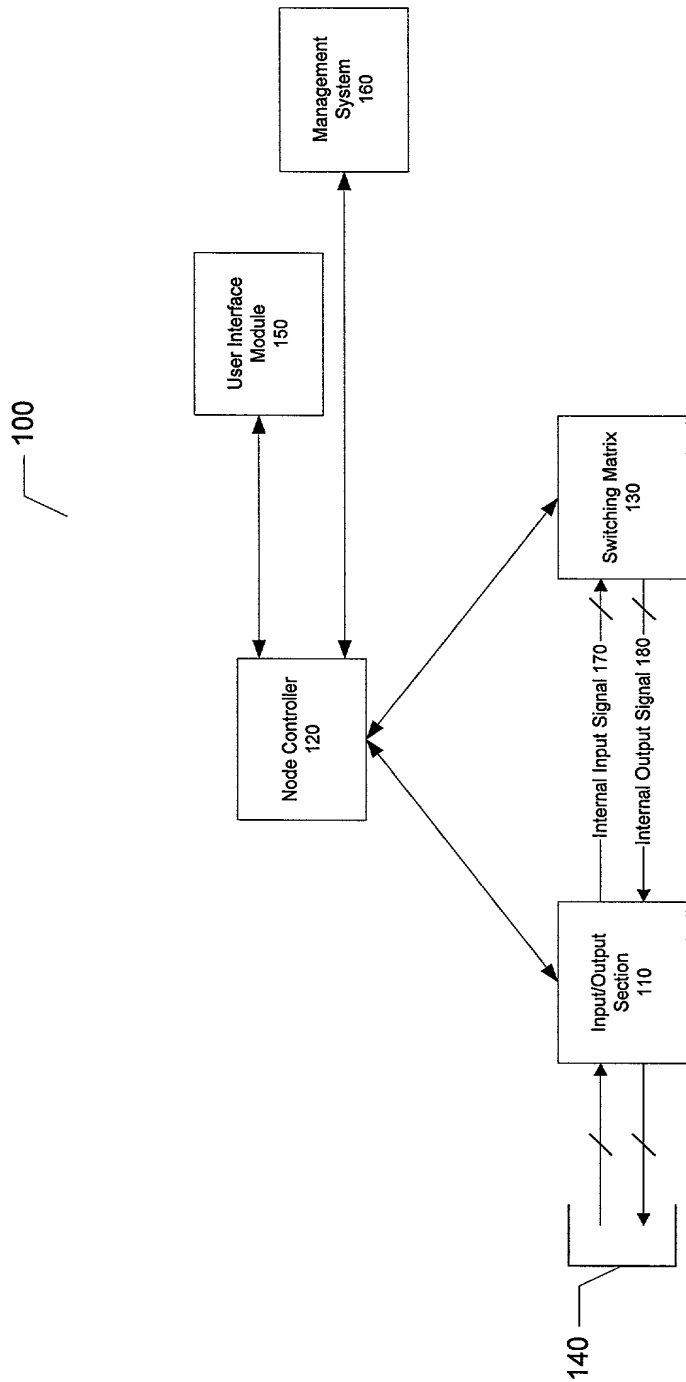 100
Management
System
160
User Interface
Module
150
Node Controller
120
Switching Matrix
130
Internal Input Signal 170
Internal Output Signal 180
Input/Output
Section
110
140